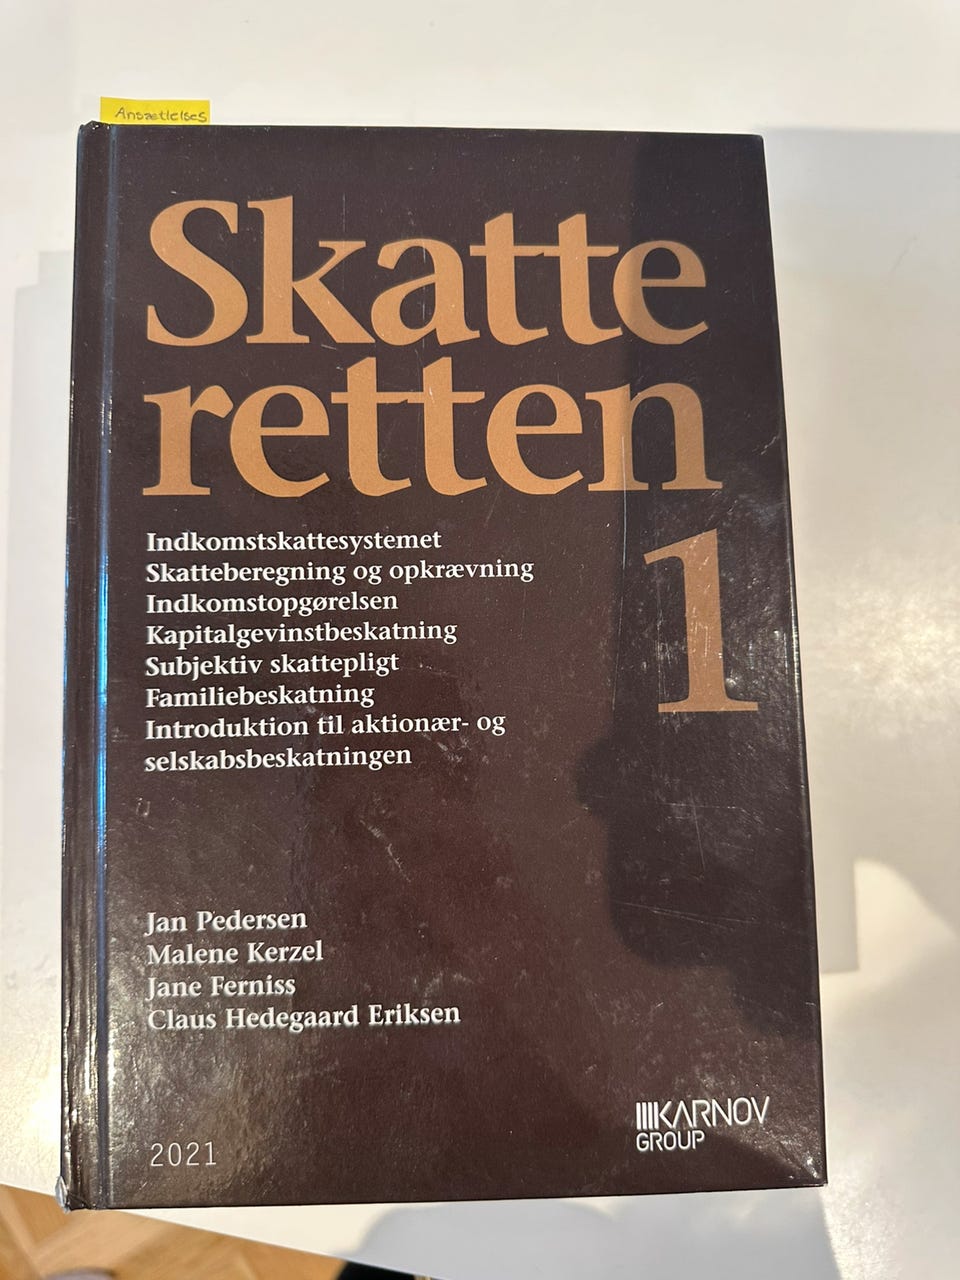 Ansættelses
Skatte
retten
1
Indkomstskattesystemet
Skatteberegning og opkrævning
Indkomstopgørelsen
Kapitalgevinstbeskatning
Subjektiv skattepligt
Familiebeskatning
Introduktion til aktionær- og
selskabsbeskatningen
Jan Pedersen
Malene Kerzel
Jane Ferniss
Claus Hedegaard Eriksen
2021
KARNOV
GROUP